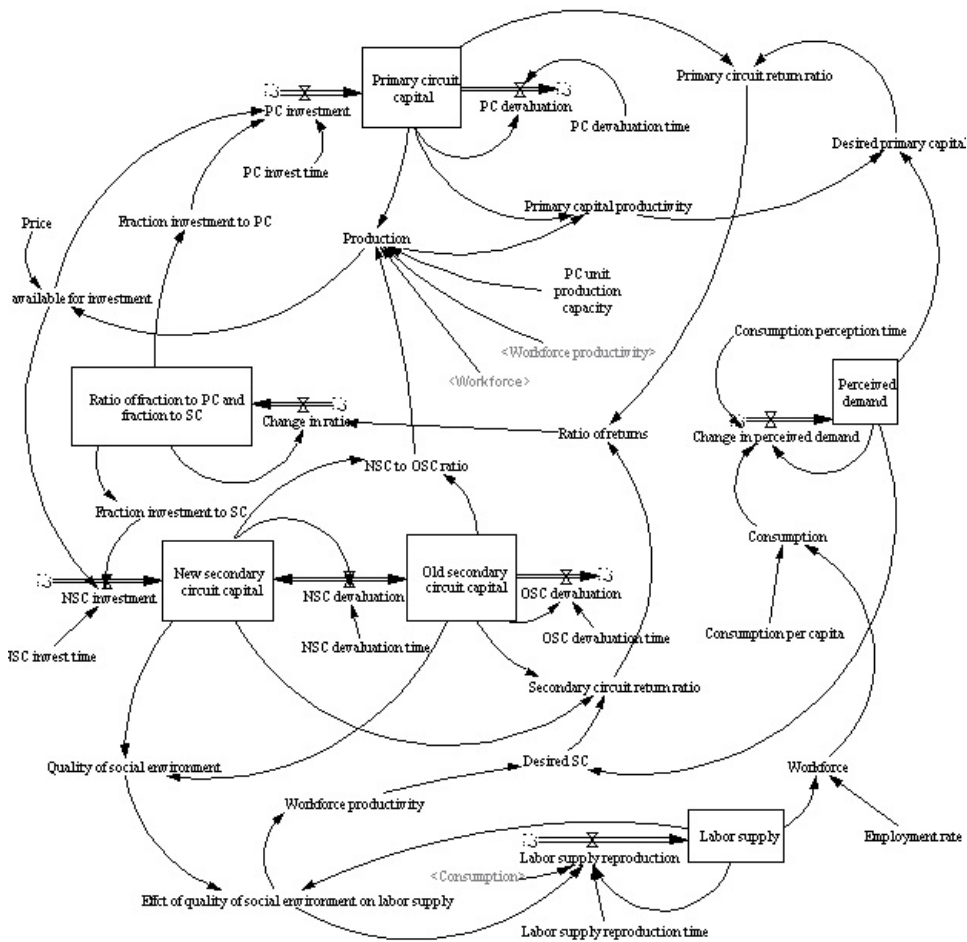 Primary circuit
capital
Primary circuit return ratio
PC investment
PC devaluation
PC devaluation time
Desired primary capital
PC invest time
Primary capital productivity
Price
Fraction investment to PC
Production
PC unit
production
capacity
available for investment
Consumption perception time
<Workforce productivity>
<Workforce>
Perceived
demand
Ratio of fraction to PC and
fraction to SC
Change in ratio
Ratio of returns
Change in perceived demand
NSC to OSC ratio
Fraction investment to SC
Consumption
New secondary
circuit capital
Old secondary
circuit capital
NSC investment
NSC devaluation
OSC devaluation
Consumption per capita
OSC devaluation time
NSC devaluation time
NSC invest time
Secondary circuit return ratio
Quality of social environment
Desired SC
Workforce
Workforce productivity
Labor supply
Employment rate
Labor supply reproduction
<Consumption>
Effct of quality of social environment on labor supply
Labor supply reproduction time